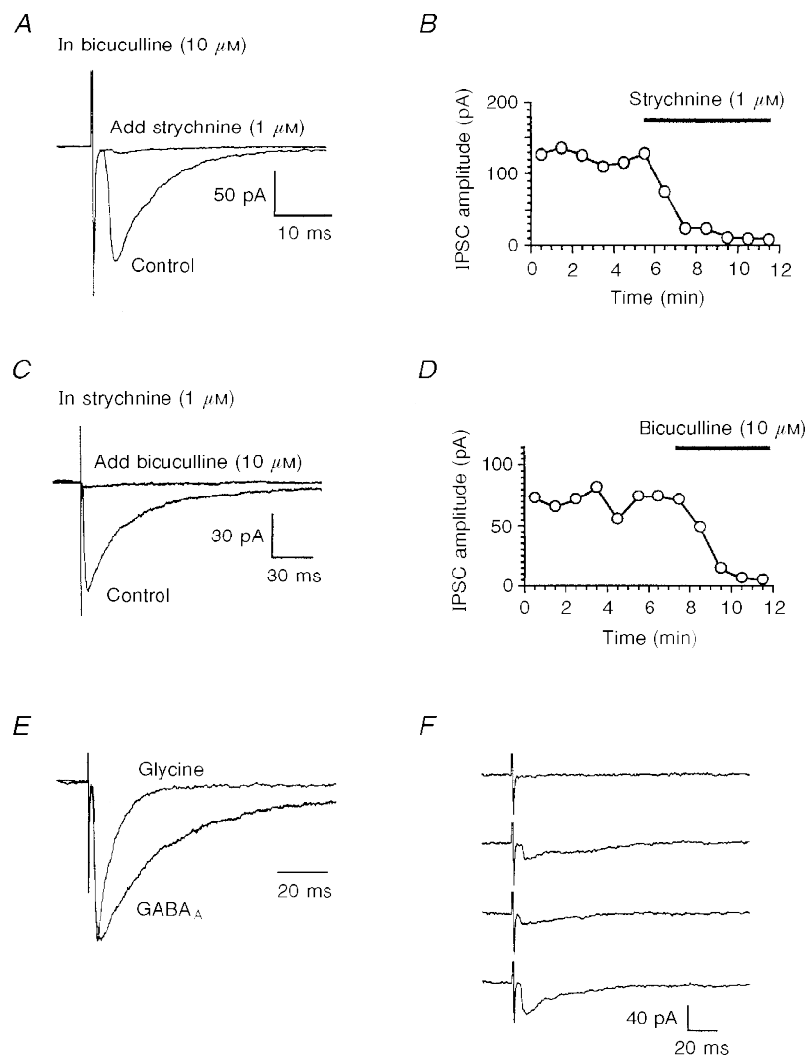 A
In bicuculline (10 μM)
Add strychnine (1 μM)
50 pA
10 ms
Control
B
Strychnine (1 μM)
IPSC amplitude (pA)
200
100
0
0 2 4 6 8 10 12
Time (min)
C
In strychnine (1 μM)
Add bicuculline (10 μM)
30 pA
30 ms
Control
D
Bicuculline (10 μM)
IPSC amplitude (pA)
100
50
0
0 2 4 6 8 10 12
Time (min)
E
Glycine
20 ms
GABAA
F
40 pA
20 ms